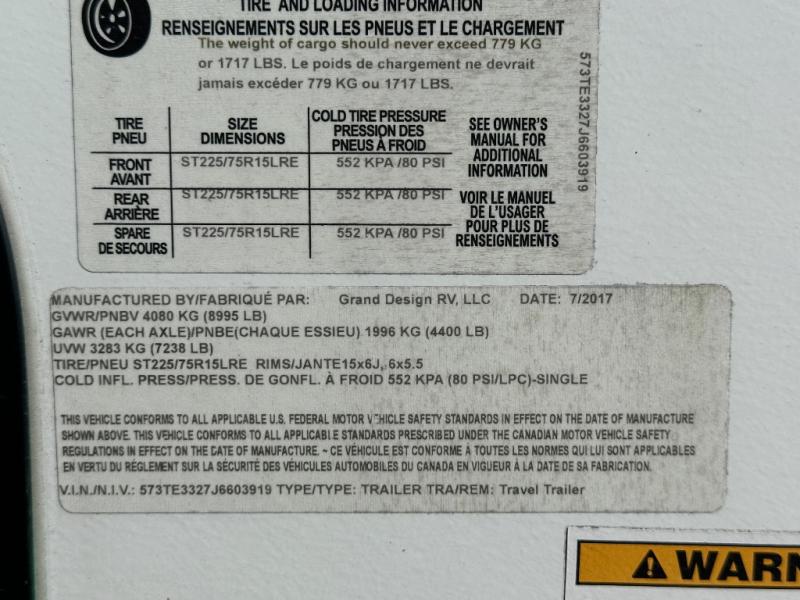 TIRE AND LOADING INFORMATION
RENSEIGNEMENTS SUR LES PNEUS ET LE CHARGEMENT
The weight of cargo should never exceed 779 KG
or 1717 LBS. Le poids de chargement ne devrait
jamais excéder 779 KG ou 1717 LBS.
TIRE
PNEU
SIZE
DIMENSIONS
COLD TIRE PRESSURE
PRESSION DES
PNEUS À FROID
SEE OWNER'S
MANUAL FOR
ADDITIONAL
INFORMATION
FRONT
AVANT
ST225/75R15LRE
552 KPA /80 PSI
REAR
ARRIÈRE
ST225/75R15LRE
552 KPA /80 PSI
VOIR LE MANUEL
DE L'USAGER
POUR PLUS DE
RENSEIGNEMENTS
SPARE
DE SECOURS
ST225/75R15LRE
552 KPA /80 PSI
573TE3327J6603919
MANUFACTURED BY/FABRIQUÉ PAR: Grand Design RV, LLC DATE: 7/2017
GVWR/PNBV 4080 KG (8995 LB)
GAWR (EACH AXLE)/PNBE(CHAQUE ESSIEU) 1996 KG (4400 LB)
UVW 3283 KG (7238 LB)
TIRE/PNEU ST225/75R15LRE RIMS/JANTE15x6J, 6x5.5
COLD INFL. PRESS/PRESS. DE GONFL. À FROID 552 KPA (80 PSI/LPC)-SINGLE
THIS VEHICLE CONFORMS TO ALL APPLICABLE U.S. FEDERAL MOTOR VEHICLE SAFETY STANDARDS IN EFFECT ON THE DATE OF MANUFACTURE
SHOWN ABOVE. THIS VEHICLE CONFORMS TO ALL APPLICABLE STANDARDS PRESCRIBED UNDER THE CANADIAN MOTOR VEHICLE SAFETY
REGULATIONS IN EFFECT ON THE DATE OF MANUFACTURE. ~ CE VÉHICULE EST CONFORME À TOUTES LES NORMES QUI LUI SONT APPLICABLES
EN VERTU DU RÉGLEMENT SUR LA SÉCURITÉ DES VÉHICULES AUTOMOBILES DU CANADA EN VIGUEUR À LA DATE DE SA FABRICATION.
V.I.N./N.I.V.: 573TE3327J6603919 TYPE/TYPE: TRAILER TRA/REM: Travel Trailer
WARN